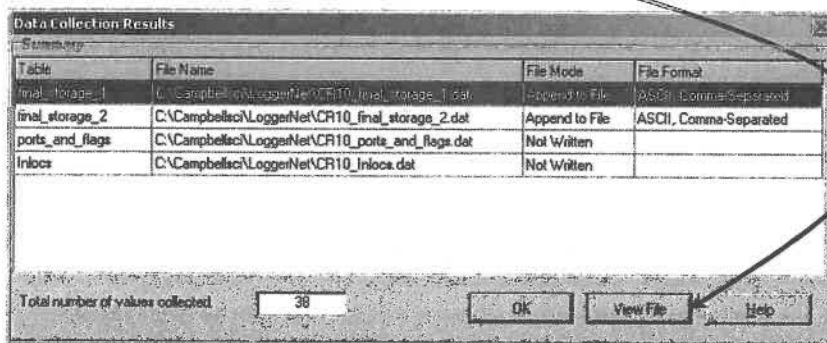 Data Collection Results
Summary
Table File Name File Mode File Format
final_storage_1 C:\Campbellsci\LoggerNet\CR10_final_storage_1.dat Append to File ASCII, Comma-Separated
final_storage_2 C:\Campbellsci\LoggerNet\CR10_final_storage_2.dat Append to File ASCII, Comma-Separated
ports_and_flags C:\Campbellsci\LoggerNet\CR10_ports_and_flags.dat Not Written
Inlocs C:\Campbellsci\LoggerNet\CR10_Inlocs.dat Not Written
Total number of values collected 38 OK View File Help